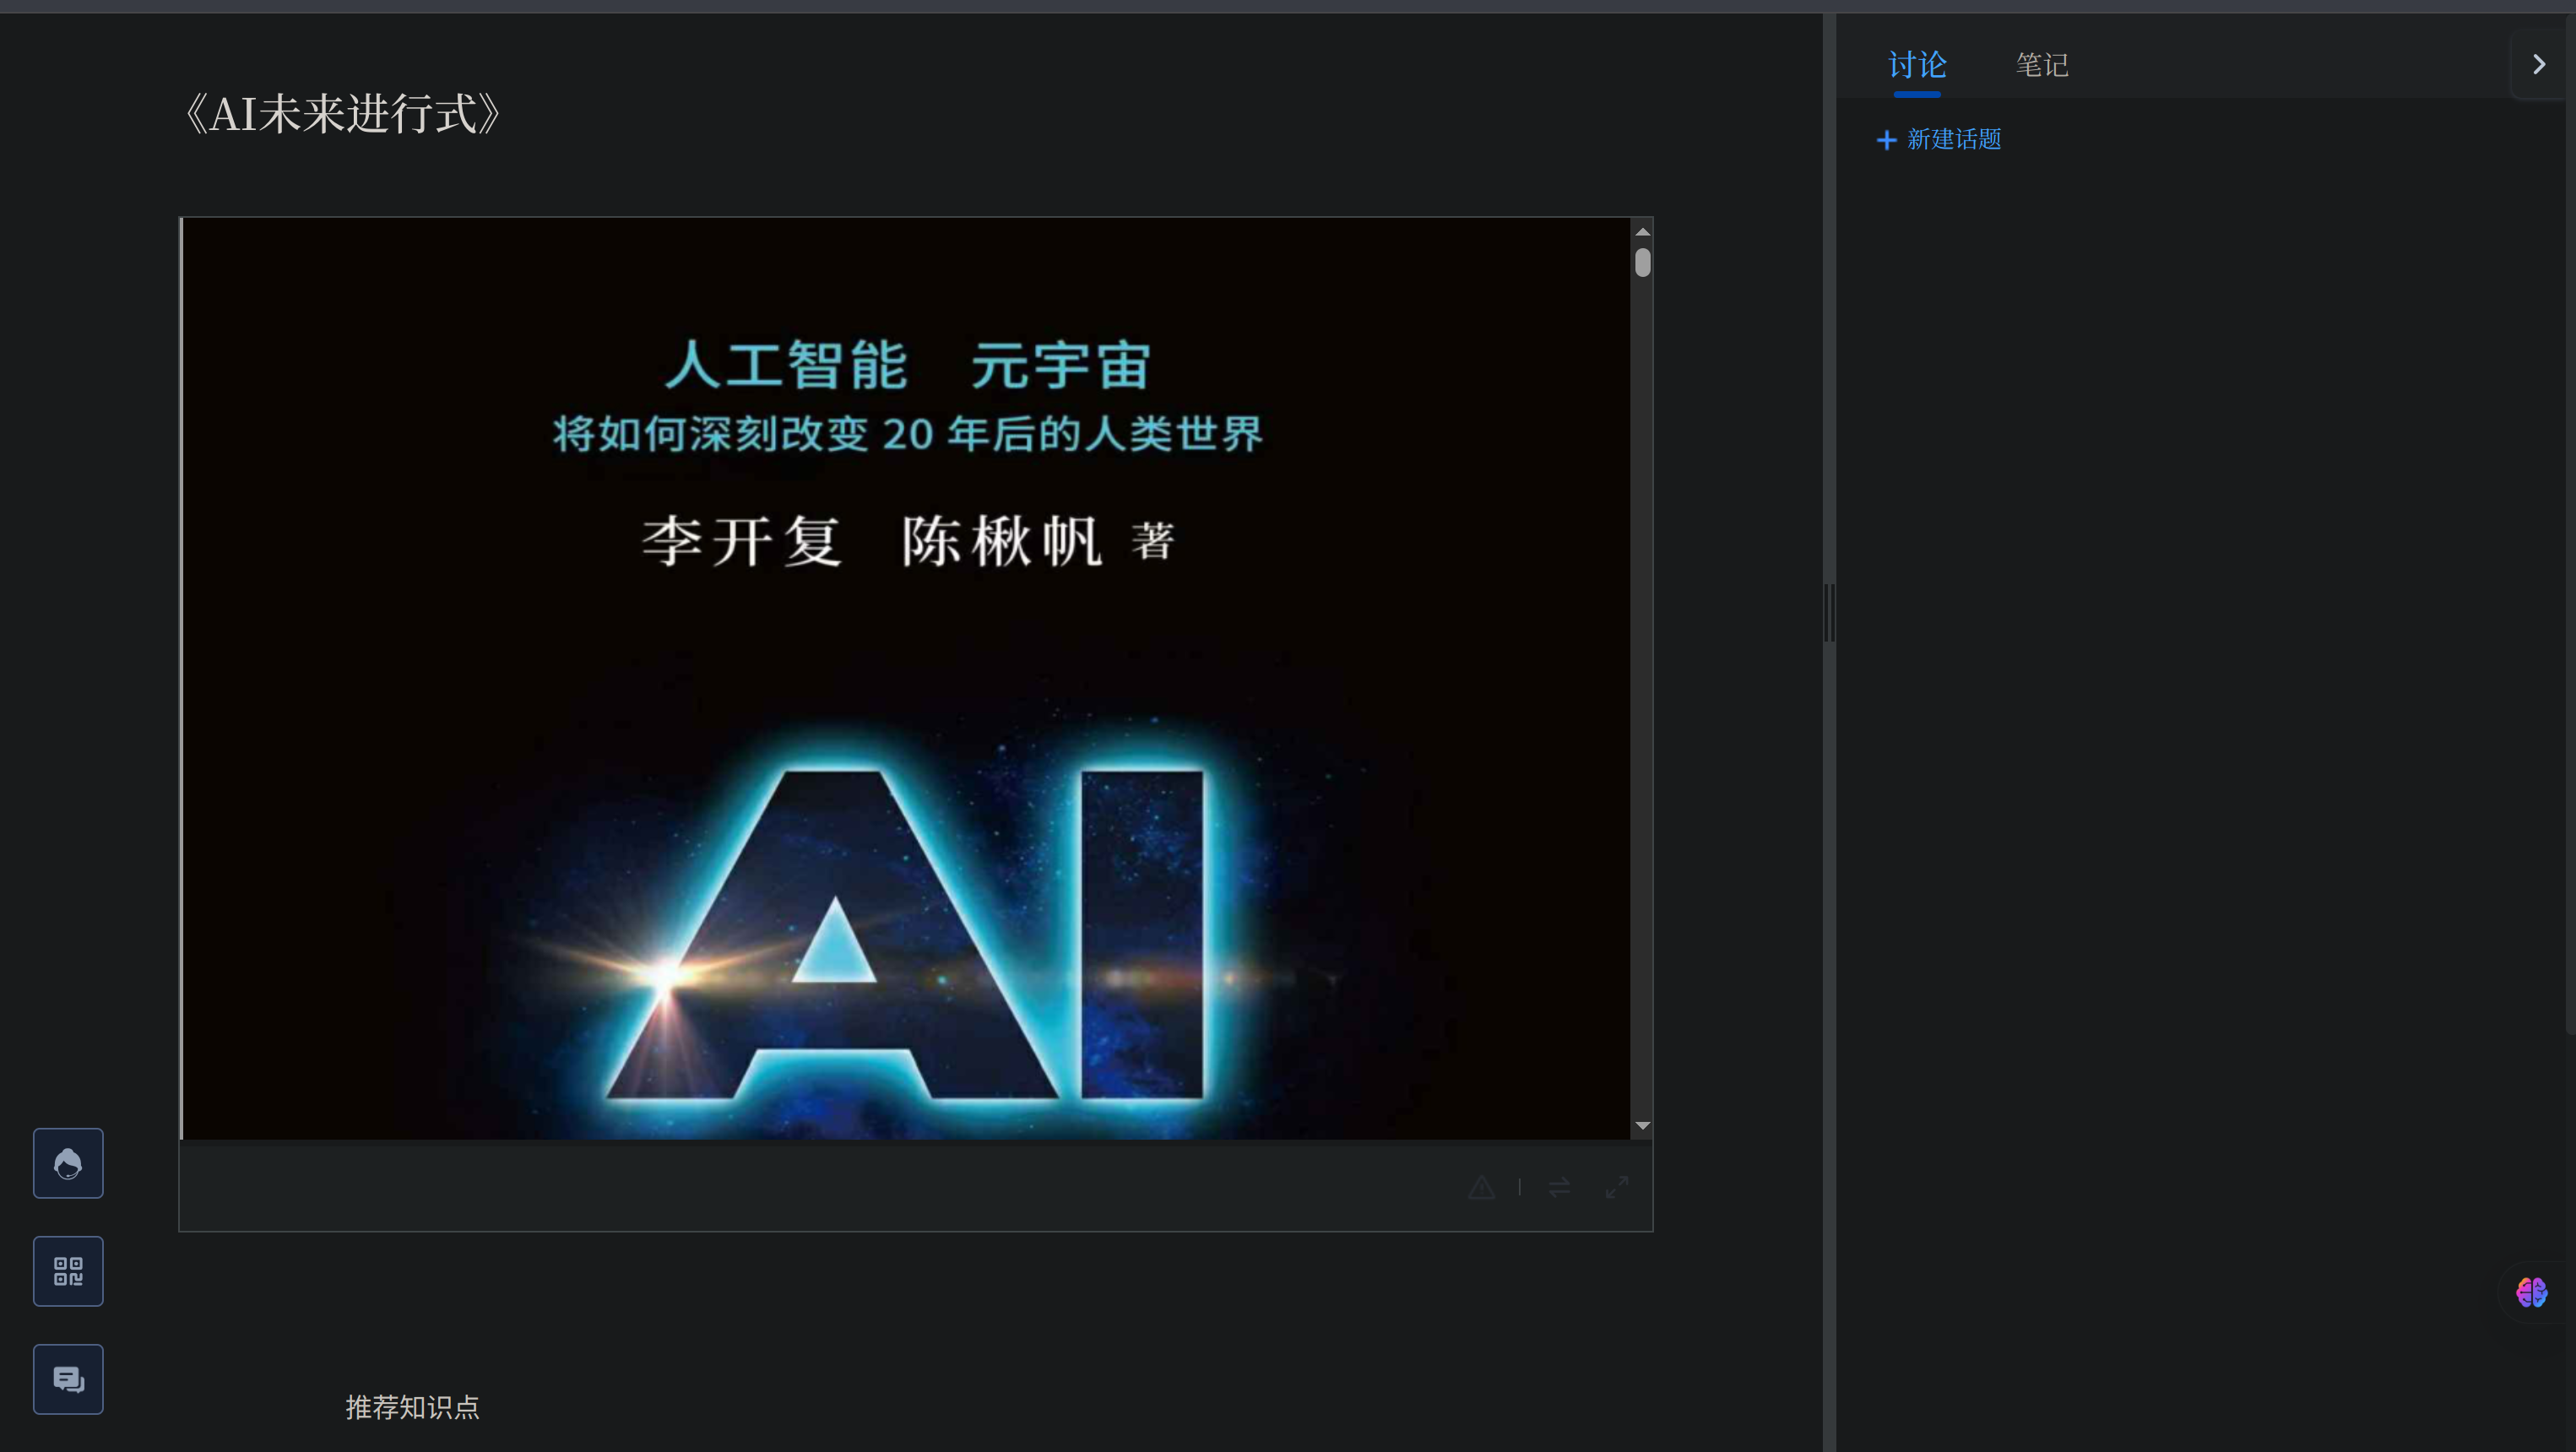 《AI未来进行式》
人工智能 元宇宙
将如何深刻改变 20 年后的人类世界
李开复 陈楸帆 著
AI
推荐知识点
讨论 笔记
新建话题